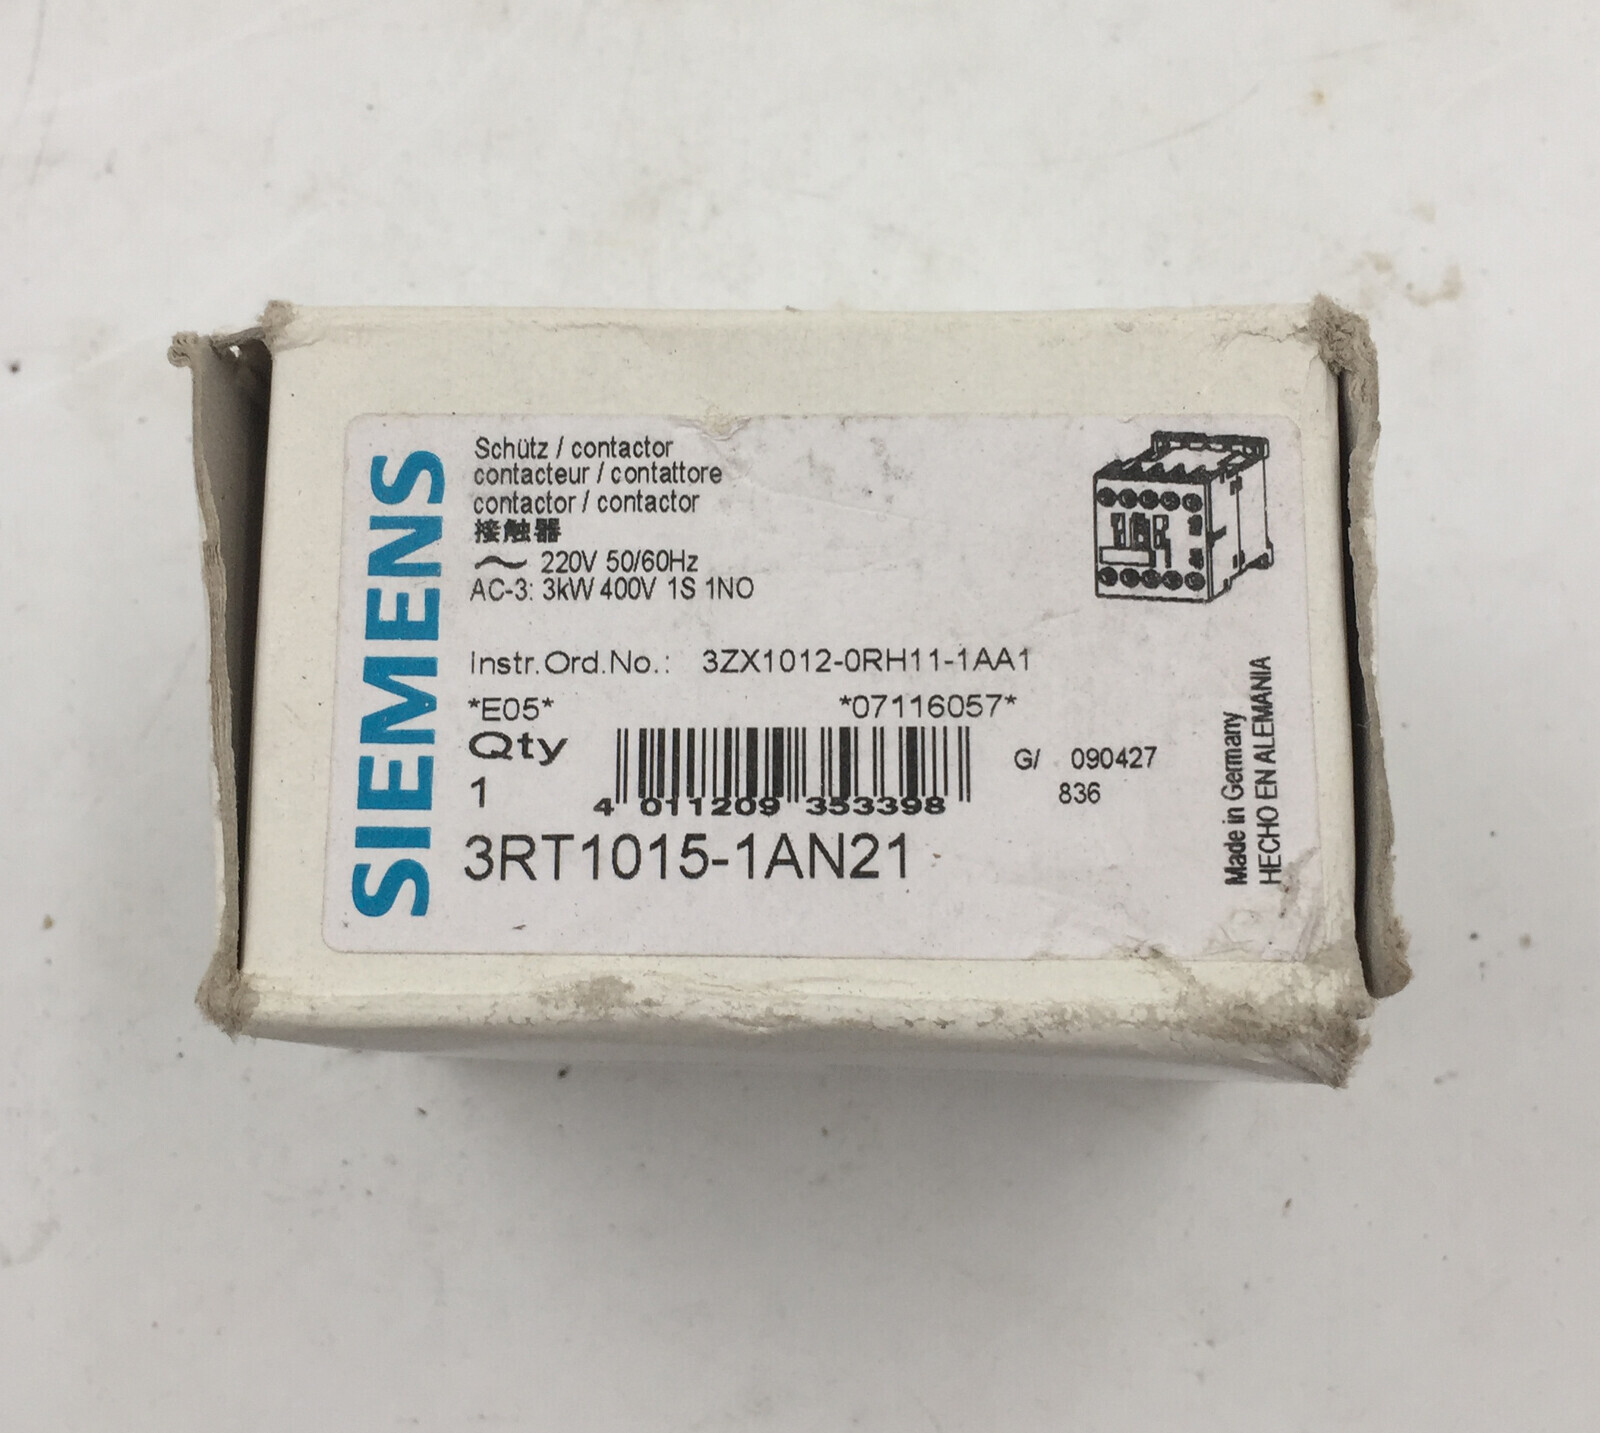 SIEMENS
Schütz / contactor
contacteur / contattore
contactor / contactor
接触器
~ 220V 50/60Hz
AC-3: 3kW 400V 1S 1NO
Instr.Ord.No.: 3ZX1012-0RH11-1AA1
*E05* *07116057*
Qty
1
4 011209 353398
G/ 090427
836
3RT1015-1AN21
Made in Germany
HECHO EN ALEMANIA